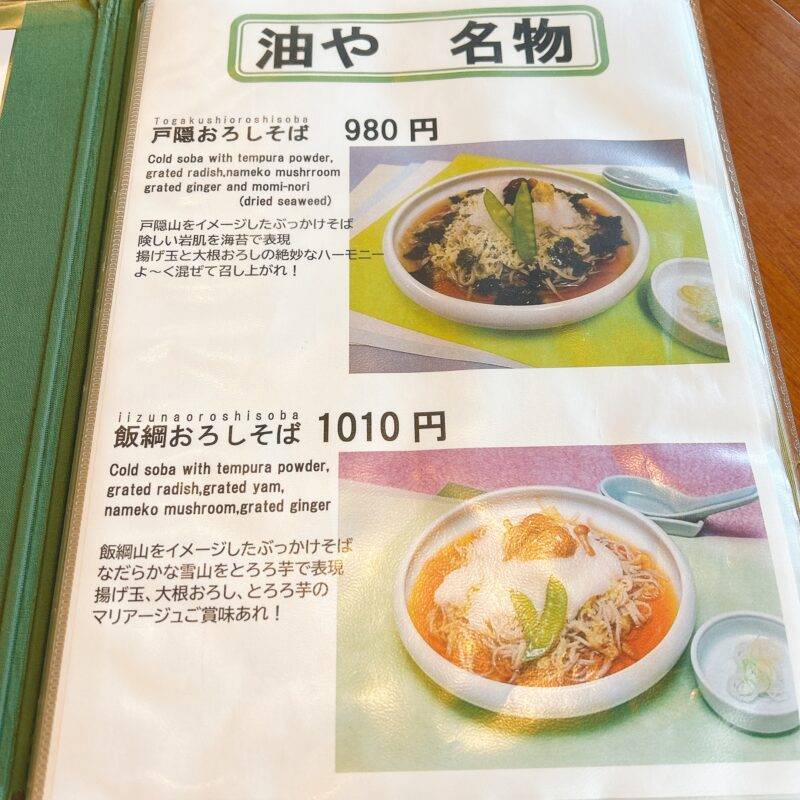 油や 名物
Togakushioroshisoba
戸隠おろしそば 980 円
Cold soba with tempura powder,
grated radish,nameko mushrroom
grated ginger and momi-nori
(dried seaweed)
戸隠山をイメージしたぶっかけそば
険しい岩肌を海苔で表現
揚げ玉と大根おろしの絶妙なハーモニー
よ～く混ぜて召し上がれ！
iizunaoroshisoba
飯綱おろしそば 1010 円
Cold soba with tempura powder,
grated radish,grated yam,
nameko mushroom,grated ginger
飯綱山をイメージしたぶっかけそば
なだらかな雪山をとろろ芋で表現
揚げ玉、大根おろし、とろろ芋の
マリアージュご賞味あれ！